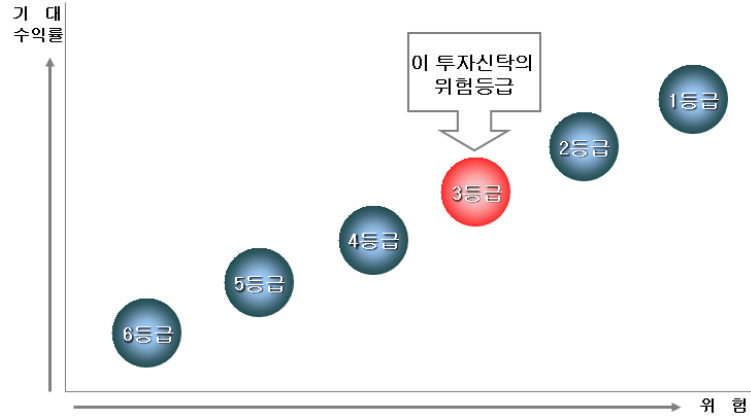 기 대
수익률
이 투자신탁의
위험등급
1등급
2등급
3등급
4등급
5등급
6등급
위 험